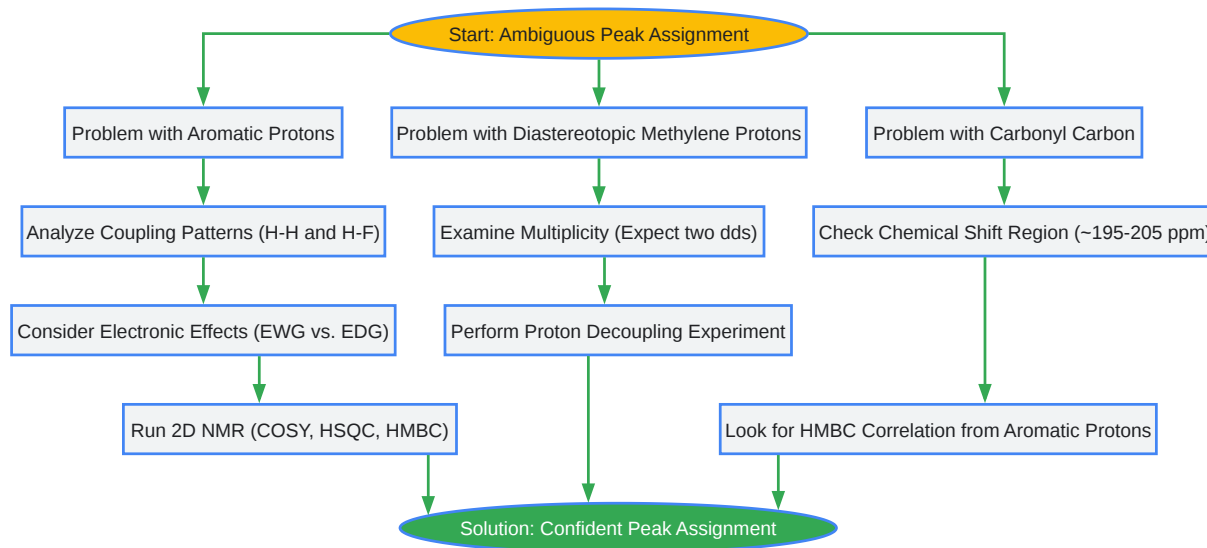 Start: Ambiguous Peak Assignment
Problem with Aromatic Protons
Problem with Diastereotopic Methylene Protons
Problem with Carbonyl Carbon
Analyze Coupling Patterns (H-H and H-F)
Examine Multiplicity (Expect two dds)
Check Chemical Shift Region (~195-205 ppm)
Consider Electronic Effects (EWG vs. EDG)
Perform Proton Decoupling Experiment
Run 2D NMR (COSY, HSQC, HMBC)
Look for HMBC Correlation from Aromatic Protons
Solution: Confident Peak Assignment